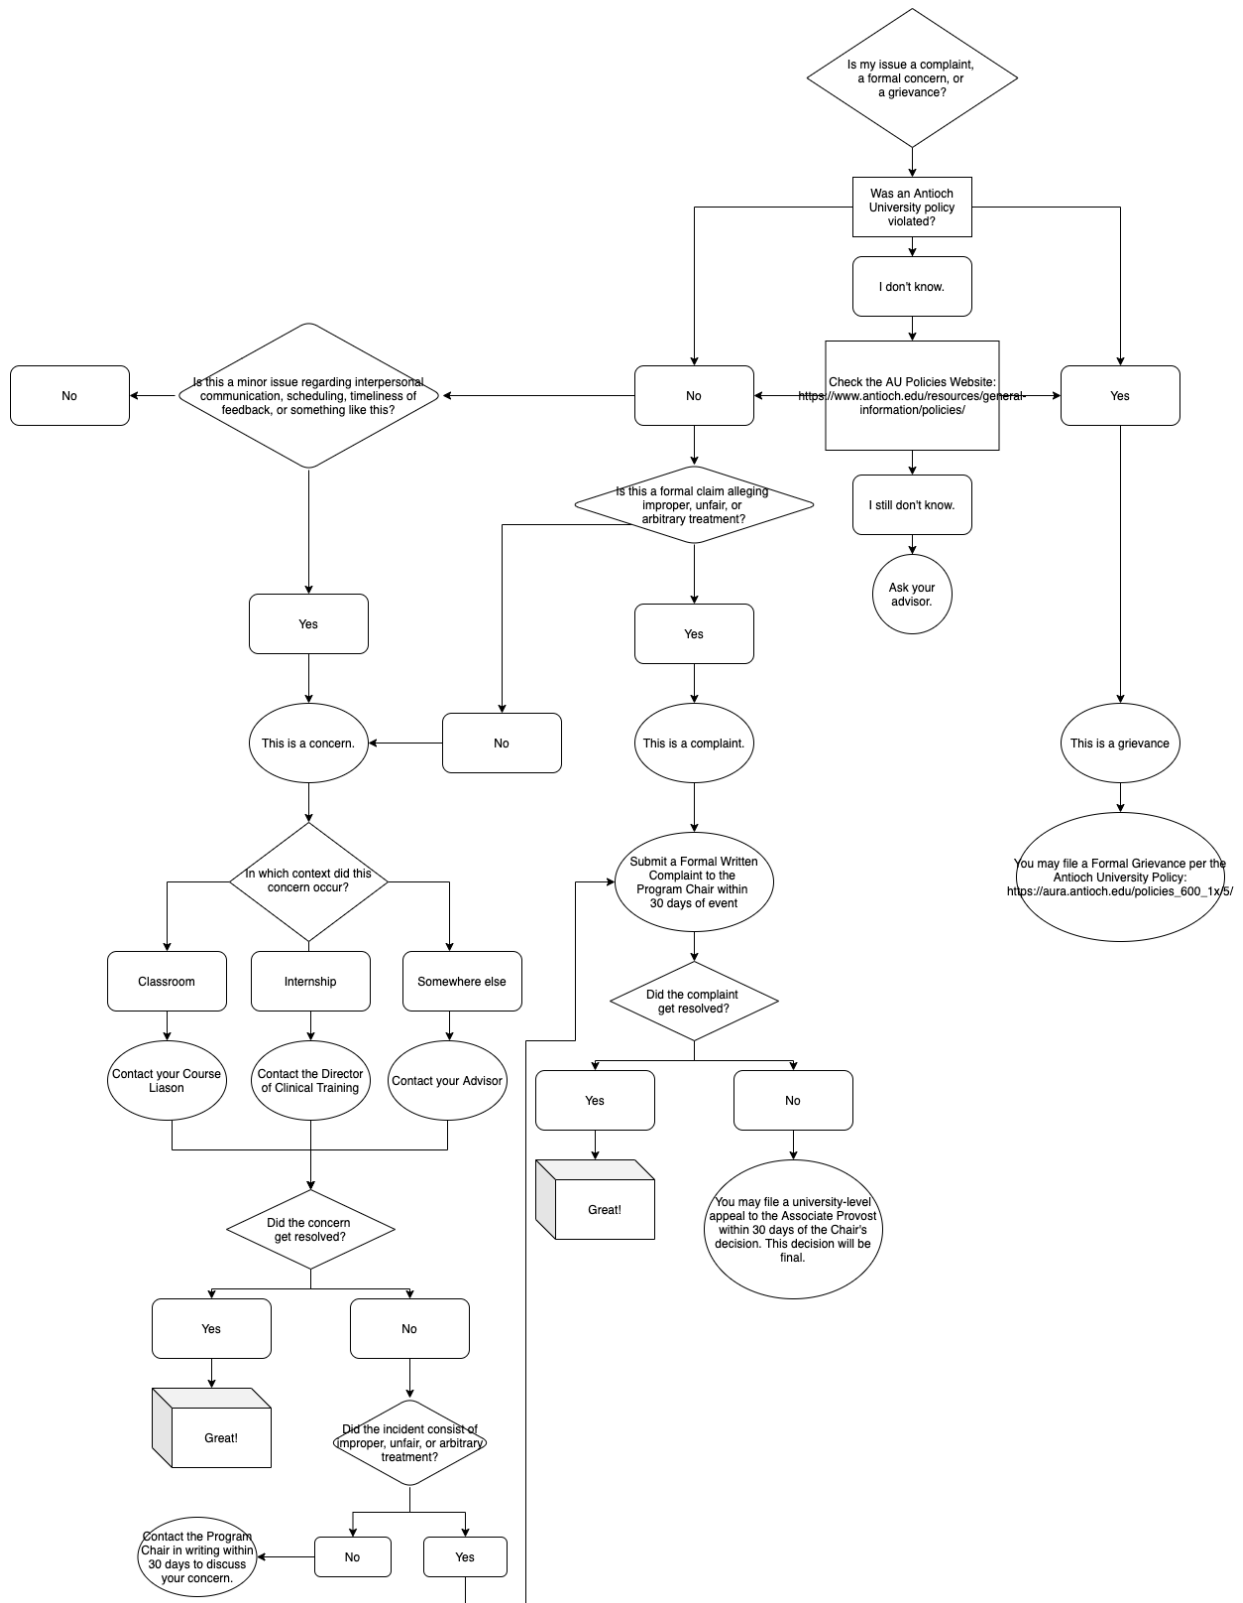 Is my issue a complaint,
a formal concern, or
a grievance?
Was an Antioch
University policy
violated?
I don't know.
No
Is this a minor issue regarding interpersonal
communication, scheduling, timeliness of
feedback, or something like this?
No
Check the AU Policies Website:
https://www.antioch.edu/resources/general-
information/policies/
Yes
Is this a formal claim alleging
improper, unfair, or
arbitrary treatment?
I still don't know.
Ask your
advisor.
Yes
Yes
This is a concern.
No
This is a complaint.
This is a grievance
In which context did this
concern occur?
Submit a Formal Written
Complaint to the
Program Chair within
30 days of event
You may file a Formal Grievance per the
Antioch University Policy:
https://aura.antioch.edu/policies_600_1x/5/
Classroom
Internship
Somewhere else
Did the complaint
get resolved?
Contact your Course
Liason
Contact the Director
of Clinical Training
Contact your Advisor
Yes
No
Great!
You may file a university-level
appeal to the Associate Provost
within 30 days of the Chair's
decision. This decision will be
final.
Did the concern
get resolved?
Yes
No
Great!
Did the incident consist of
improper, unfair, or arbitrary
treatment?
Contact the Program
Chair in writing within
30 days to discuss
your concern.
No
Yes